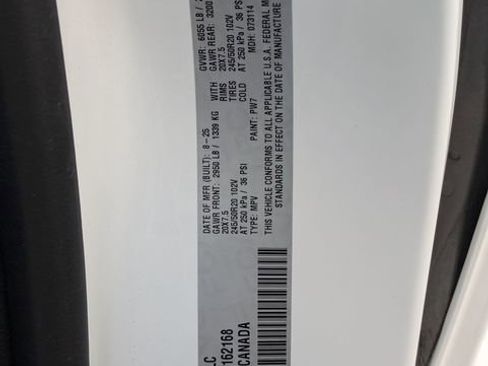 DATE OF MFR (BUILT): 8-25 GVWR: 6055 LB /
GAWR FRONT: 2950 LB / 1339 KG WITH GAWR REAR: 3200
20X7.5 RIMS 20X7.5
245/50R20 102V TIRES 245/50R20 102V
AT 250 kPa / 36 PSI COLD AT 250 kPa / 36 PSI
TYPE: MPV PAINT: PW7 MDH: 073114
THIS VEHICLE CONFORMS TO ALL APPLICABLE U.S.A. FEDERAL M
STANDARDS IN EFFECT ON THE DATE OF MANUFACTURE
LC
162168
CANADA